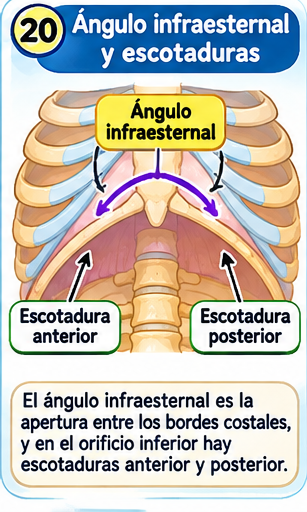 20
Ángulo infraesternal
y escotaduras
Ángulo
infraesternal
Escotadura
anterior
Escotadura
posterior
El ángulo infraesternal es la
apertura entre los bordes costales,
y en el orificio inferior hay
escotaduras anterior y posterior.